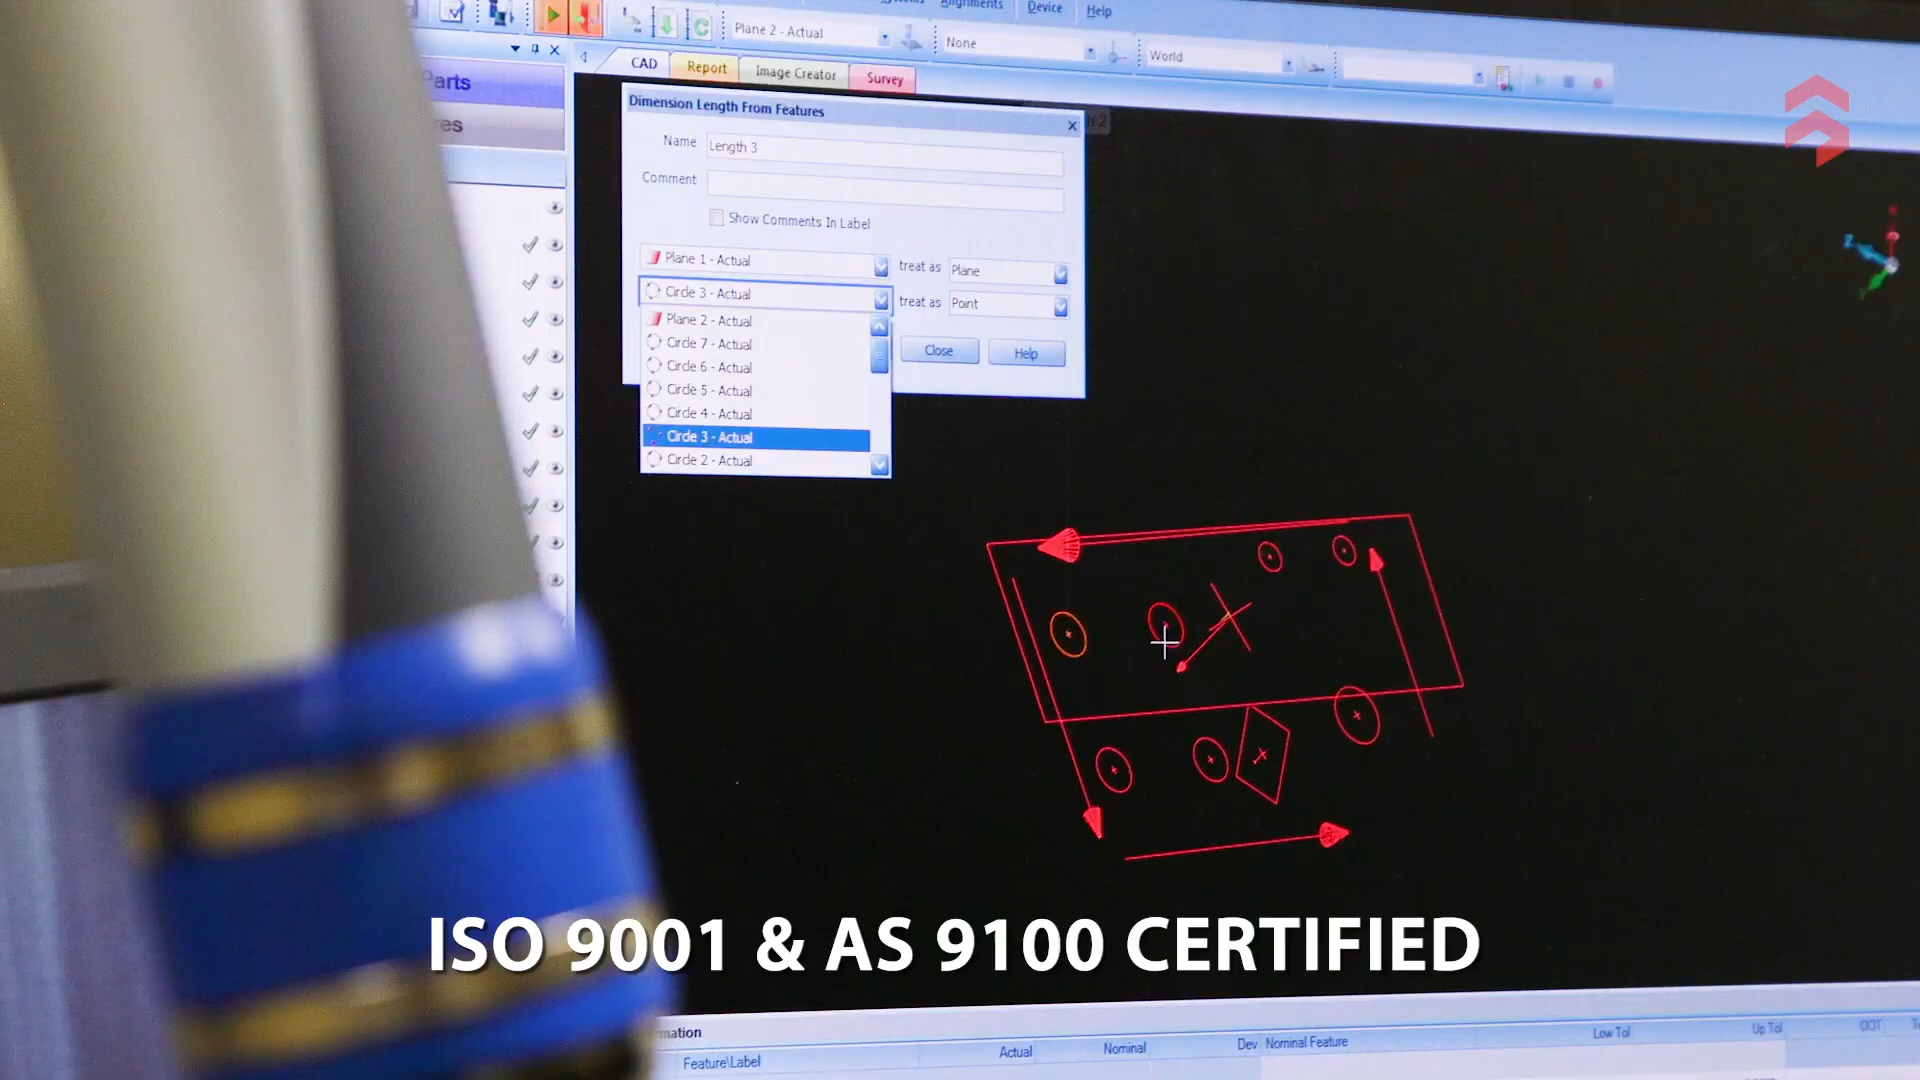 Alignments Device Help
Plane 2 - Actual None World
CAD Report Image Creator Survey
Dimension Length From Features
Name Length 3
Comment
Show Comments In Label
Plane 1 - Actual treat as Plane
Circle 3 - Actual treat as Point
Plane 2 - Actual
Circle 7 - Actual
Circle 6 - Actual
Circle 5 - Actual
Circle 4 - Actual
Circle 3 - Actual
Circle 2 - Actual
Close Help
arts
res
2
ISO 9001 & AS 9100 CERTIFIED
mation
Feature\Label Actual Nominal Dev Nominal Feature Low Tol Up Tol OOT
Z